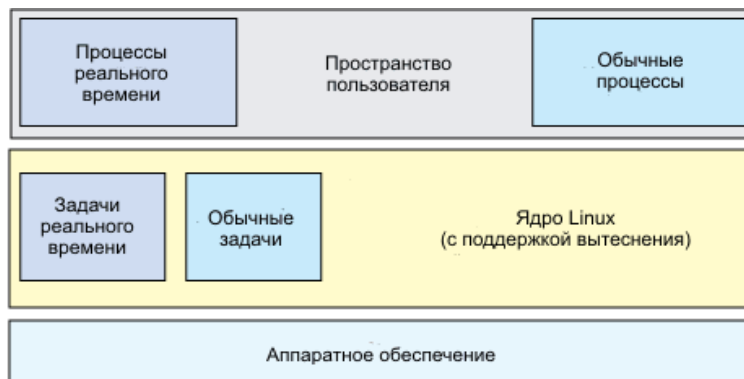 Процессы
реального
времени
Пространство
пользователя
Обычные
процессы
Задачи
реального
времени
Обычные
задачи
Ядро Linux
(с поддержкой вытеснения)
Аппаратное обеспечение